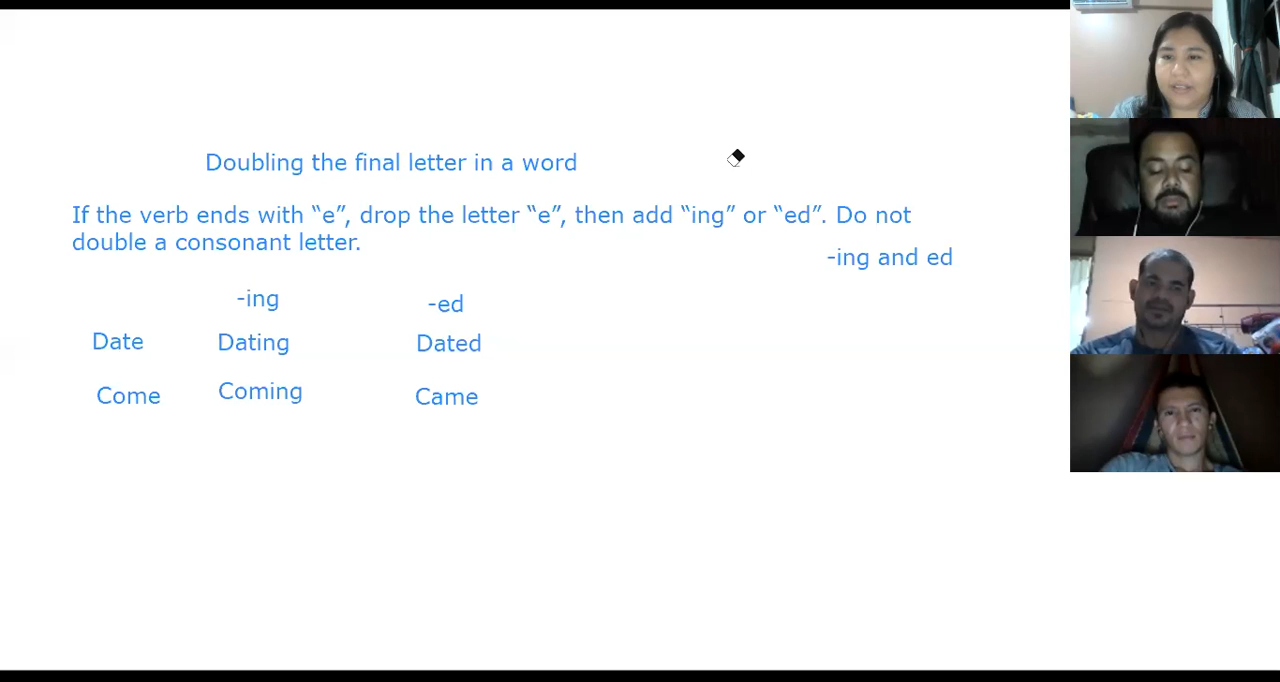 Doubling the final letter in a word
If the verb ends with “e”, drop the letter “e”, then add “ing” or “ed”. Do not
double a consonant letter.
-ing and ed
-ing -ed
Date Dating Dated
Come Coming Came